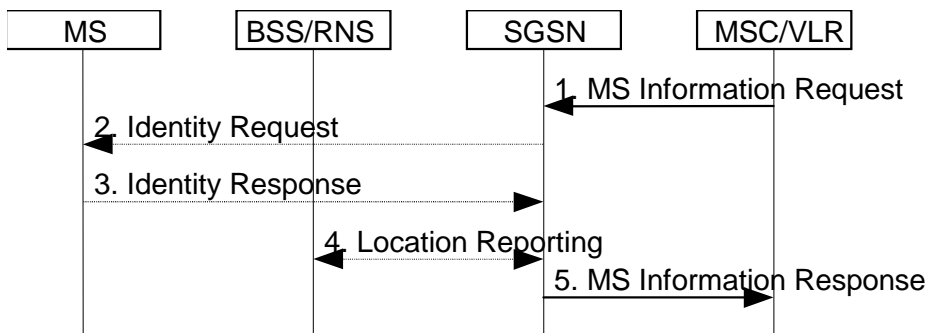 MS BSS/RNS SGSN MSC/VLR
1. MS Information Request
2. Identity Request
3. Identity Response
4. Location Reporting
5. MS Information Response